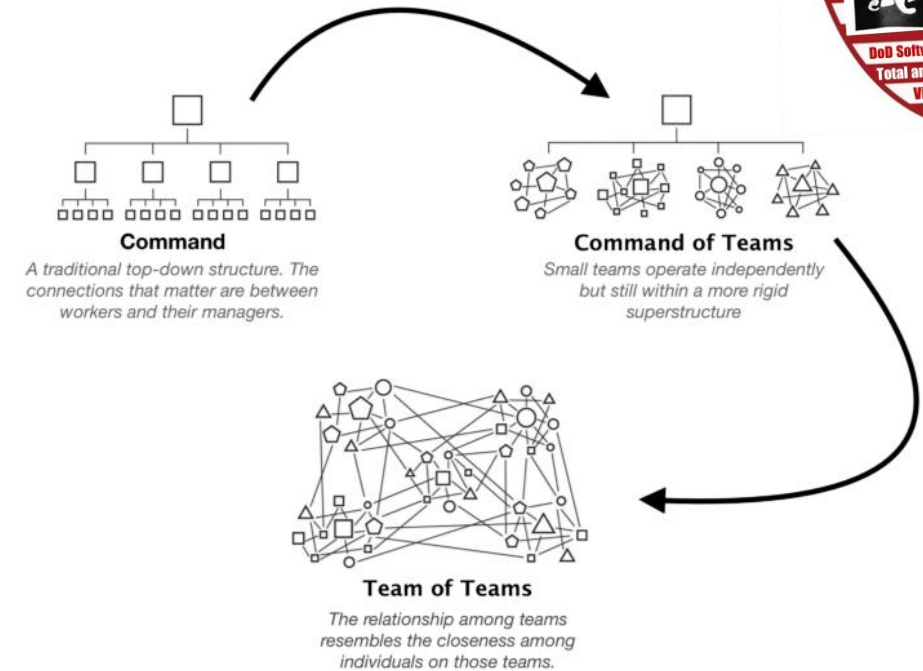 DoD Softw
Total ar
Command
A traditional top-down structure. The
connections that matter are between
workers and their managers.
Command of Teams
Small teams operate independently
but still within a more rigid
superstructure
Team of Teams
The relationship among teams
resembles the closeness among
individuals on those teams.